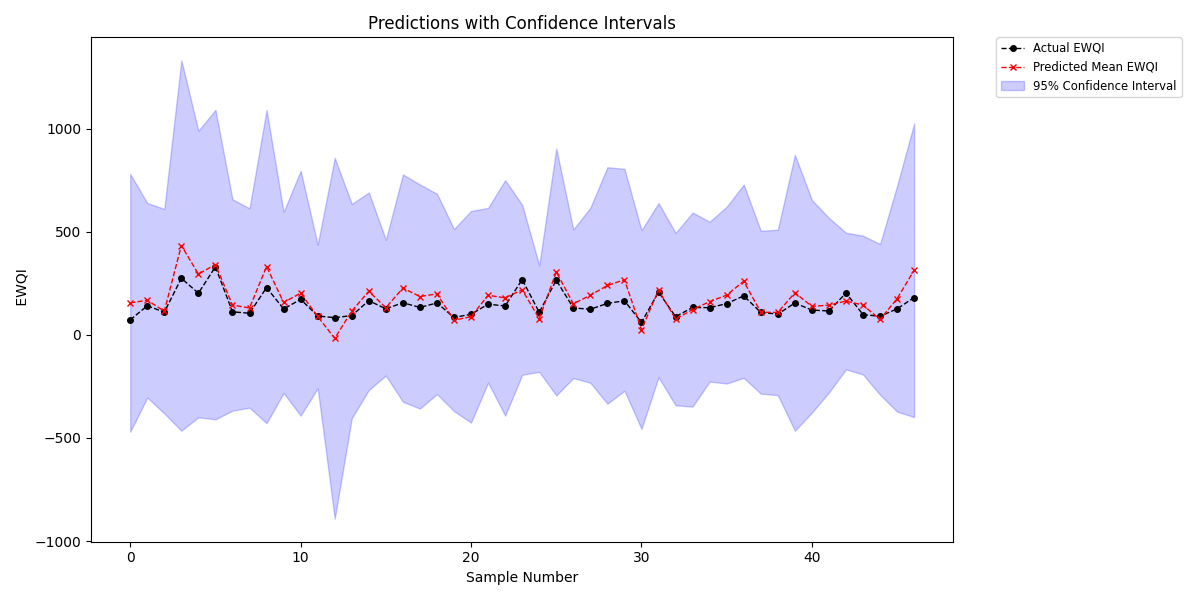 Predictions with Confidence Intervals
Actual EWQI
Predicted Mean EWQI
95% Confidence Interval
1000
500
0
−500
−1000
EWQI
0
10
20
30
40
Sample Number